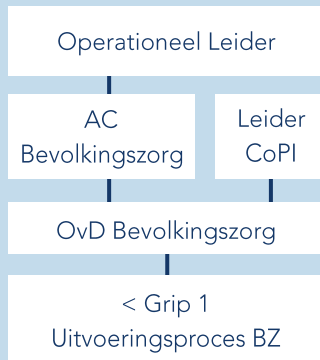 Operationeel Leider
AC
Bevolkingszorg
Leider
CoPI
OvD Bevolkingszorg
< Grip 1
Uitvoeringsproces BZ